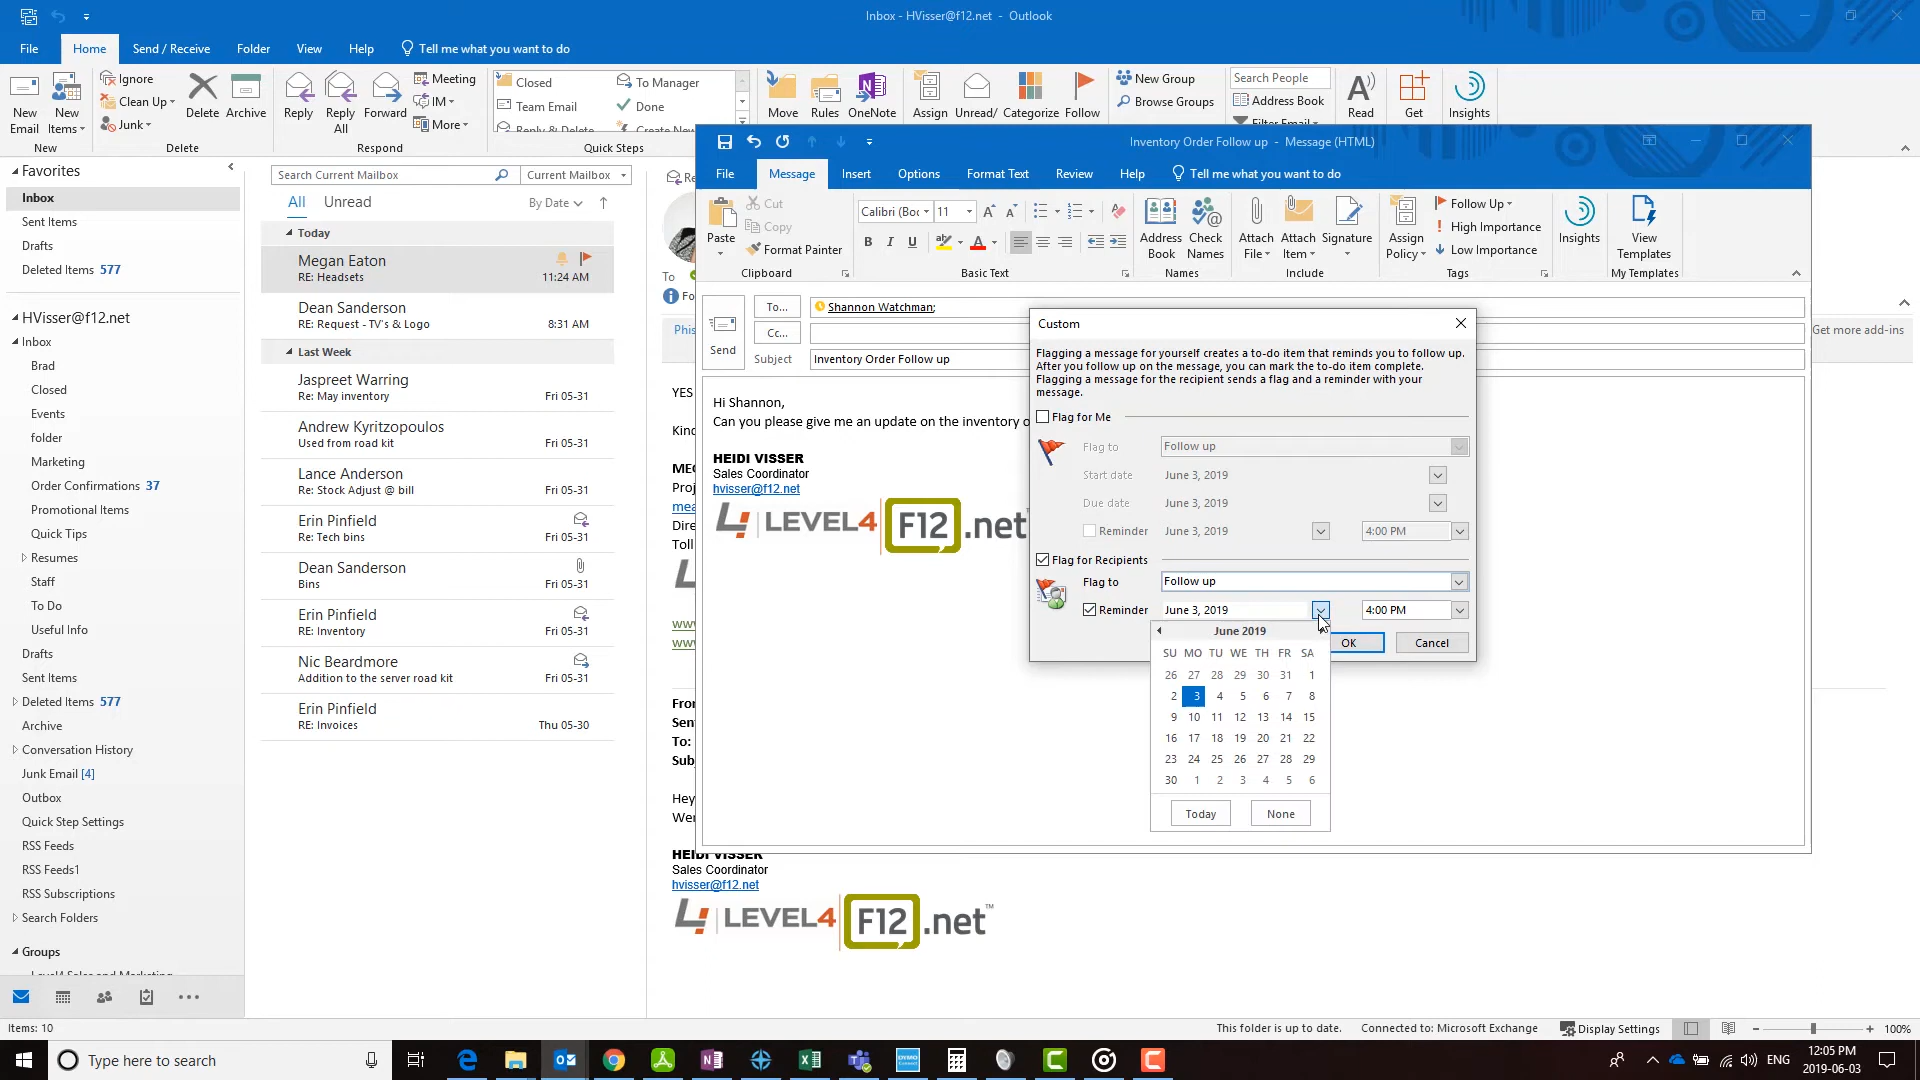 Inbox - HVisser@f12.net - Outlook
File Home Send / Receive Folder View Help Tell me what you want to do
New Email
New Items
Ignore
Clean Up
Junk
Delete Archive
Reply Reply All Forward
Meeting
IM
More
Closed To Manager
Team Email Done
Reply & Delete Create New
Move Rules OneNote
Assign Unread/ Categorize Follow
New Group
Browse Groups
Search People
Address Book
Filter Email
Read Get Insights
New Delete Respond Quick Steps
Inventory Order Follow up - Message (HTML)
File Message Insert Options Format Text Review Help Tell me what you want to do
Paste
Cut
Copy
Format Painter
Calibri (Boc 11
B I U
Address Book
Check Names
Attach File
Attach Item
Signature
Assign Policy
Follow Up
High Importance
Low Importance
Insights
View Templates
Clipboard Basic Text Names Include Tags My Templates
Favorites
Inbox
Sent Items
Drafts
Deleted Items 577
HVisser@f12.net
Inbox
Brad
Closed
Events
folder
Marketing
Order Confirmations 37
Promotional Items
Quick Tips
Resumes
Staff
To Do
Useful Info
Drafts
Sent Items
Deleted Items 577
Archive
Conversation History
Junk Email [4]
Outbox
Quick Step Settings
RSS Feeds
RSS Feeds1
RSS Subscriptions
Search Folders
Groups
Search Current Mailbox Current Mailbox
All Unread By Date
Today
Megan Eaton
RE: Headsets 11:24 AM
Dean Sanderson
RE: Request - TV's & Logo 8:31 AM
Last Week
Jaspreet Warring
Re: May inventory Fri 05-31
Andrew Kyritzopoulos
Used from road kit Fri 05-31
Lance Anderson
Re: Stock Adjust @ bill Fri 05-31
Erin Pinfield
Re: Tech bins Fri 05-31
Dean Sanderson
Bins Fri 05-31
Erin Pinfield
RE: Inventory Fri 05-31
Nic Beardmore
Addition to the server road kit Fri 05-31
Erin Pinfield
RE: Invoices Thu 05-30
Re
To
Fo
Phis
Get more add-ins
YES
Kind
MEG
Proj
mea
Dire
Toll
www
www
From
Sent
To:
Subj
Hey
Wer
HEIDI VISSER
Sales Coordinator
hvisser@f12.net
LEVEL4 F12.net™
Send
To... Shannon Watchman;
Cc...
Subject Inventory Order Follow up
Hi Shannon,
Can you please give me an update on the inventory o
HEIDI VISSER
Sales Coordinator
hvisser@f12.net
LEVEL4 F12.net
Custom
Flagging a message for yourself creates a to-do item that reminds you to follow up.
After you follow up on the message, you can mark the to-do item complete.
Flagging a message for the recipient sends a flag and a reminder with your
message.
Flag for Me
Flag to Follow up
Start date June 3, 2019
Due date June 3, 2019
Reminder June 3, 2019 4:00 PM
Flag for Recipients
Flag to Follow up
Reminder June 3, 2019 4:00 PM
OK Cancel
June 2019
SU MO TU WE TH FR SA
26 27 28 29 30 31 1
2 3 4 5 6 7 8
9 10 11 12 13 14 15
16 17 18 19 20 21 22
23 24 25 26 27 28 29
30 1 2 3 4 5 6
Today None
Items: 10 This folder is up to date. Connected to: Microsoft Exchange Display Settings 100%
Type here to search
ENG 12:05 PM
2019-06-03